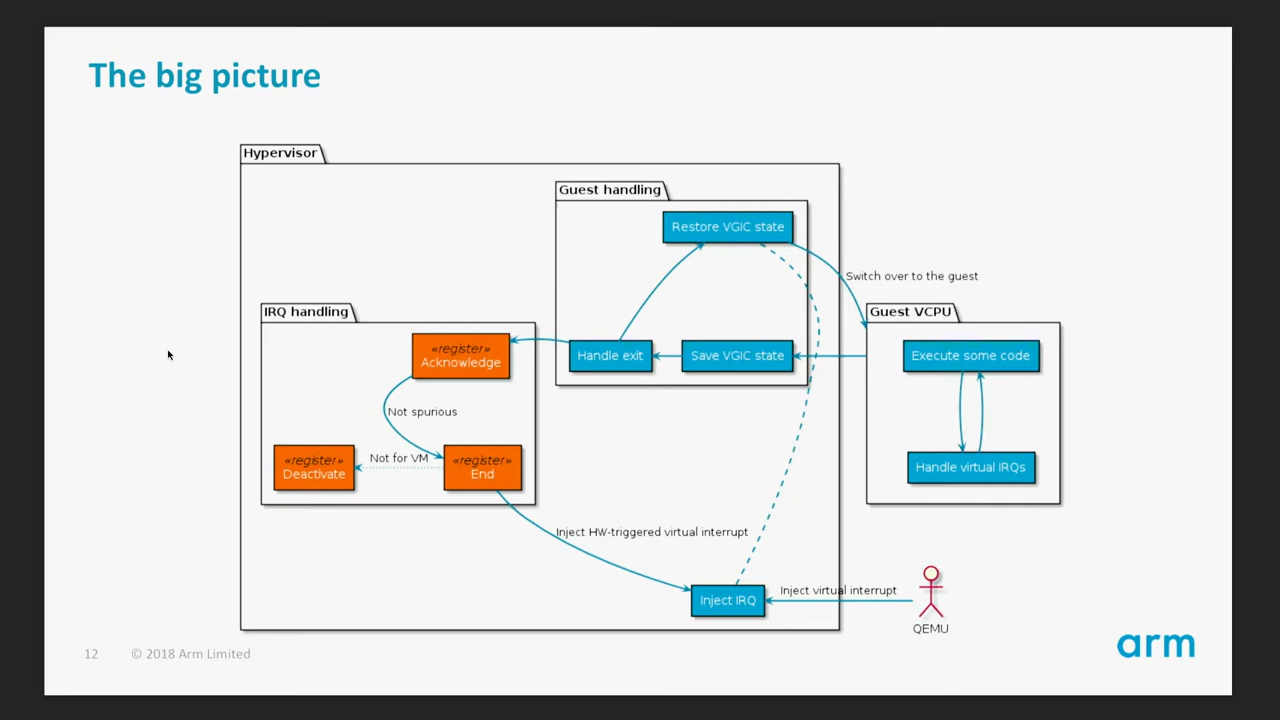 The big picture
Hypervisor
Guest handling
Restore VGIC state
Switch over to the guest
IRQ handling
Guest VCPU
«register»
Acknowledge
Handle exit
Save VGIC state
Execute some code
Not spurious
«register»
Deactivate
Not for VM
«register»
End
Handle virtual IRQs
Inject HW-triggered virtual interrupt
Inject IRQ
Inject virtual interrupt
QEMU
arm
12
© 2018 Arm Limited